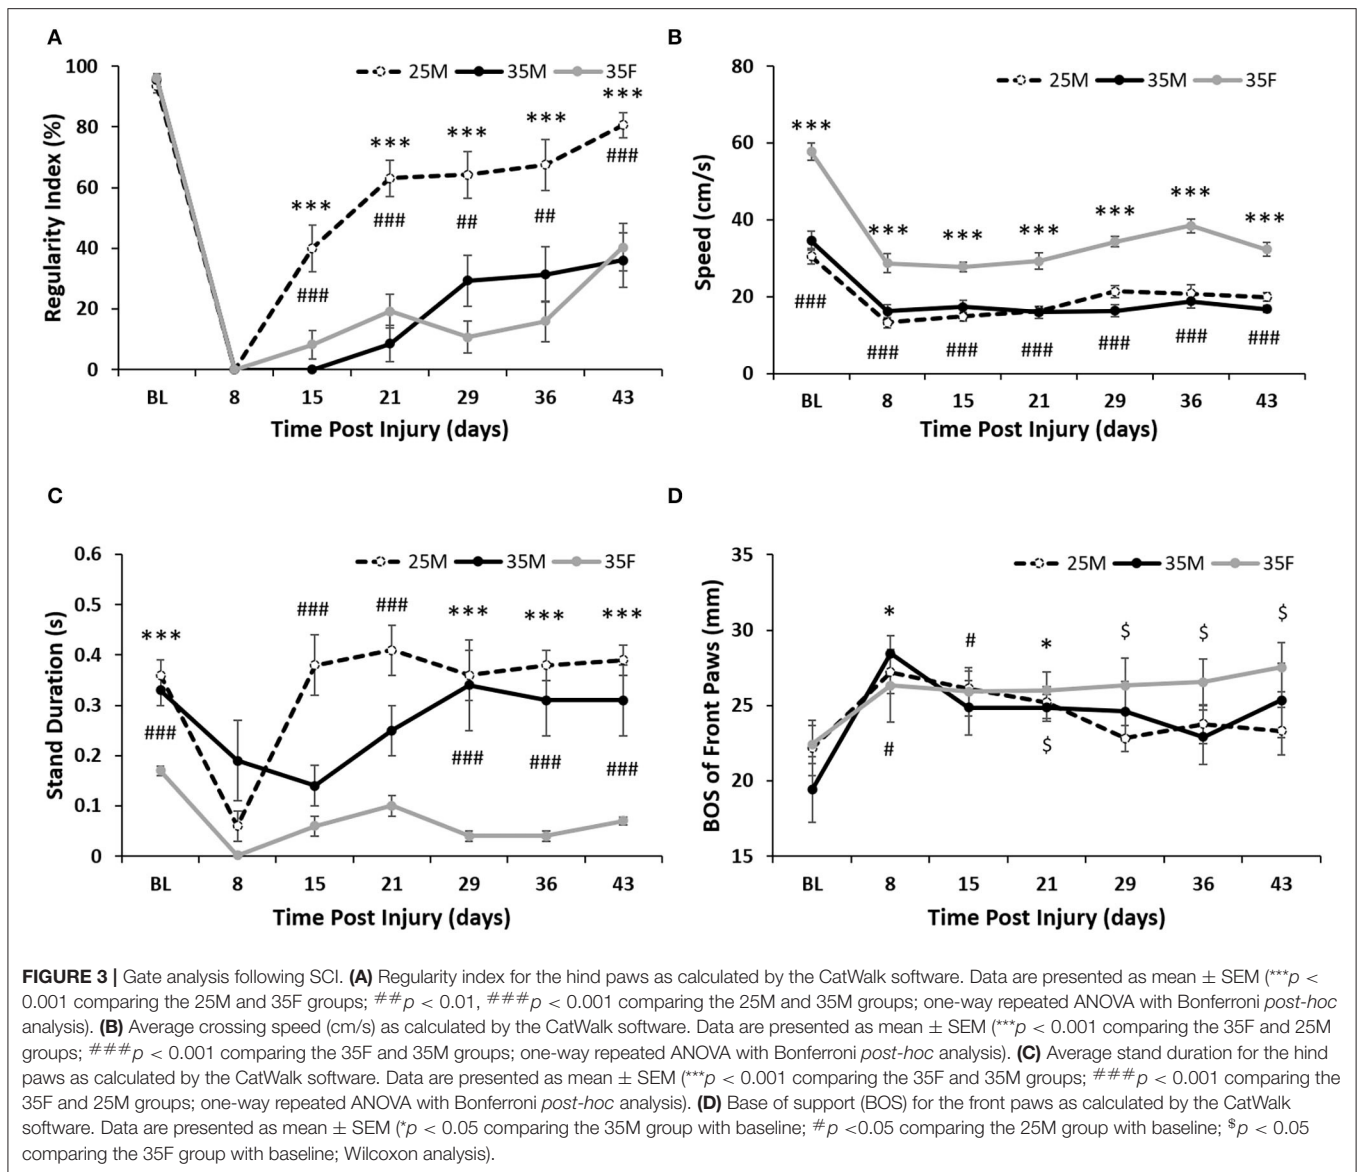 A
100
80
60
40
20
0
Regularity Index (%)
25M 35M 35F
*** *** *** *** ***
### ### ## ## ###
BL 8 15 21 29 36 43
Time Post Injury (days)
B
80
60
40
20
0
Speed (cm/s)
25M 35M 35F
*** *** *** *** *** *** ***
### ### ### ### ### ### ###
BL 8 15 21 29 36 43
Time Post Injury (days)
C
0.6
0.5
0.4
0.3
0.2
0.1
0
Stand Duration (s)
25M 35M 35F
*** ### ### *** *** ***
### ### ### ###
BL 8 15 21 29 36 43
Time Post Injury (days)
D
35
30
25
20
15
BOS of Front Paws (mm)
25M 35M 35F
* # * $ $ $
# $
BL 8 15 21 29 36 43
Time Post Injury (days)
FIGURE 3 | Gate analysis following SCI. (A) Regularity index for the hind paws as calculated by the CatWalk software. Data are presented as mean ± SEM (***p <
0.001 comparing the 25M and 35F groups; ##p < 0.01, ###p < 0.001 comparing the 25M and 35M groups; one-way repeated ANOVA with Bonferroni post-hoc
analysis). (B) Average crossing speed (cm/s) as calculated by the CatWalk software. Data are presented as mean ± SEM (***p < 0.001 comparing the 35F and 25M
groups; ###p < 0.001 comparing the 35F and 35M groups; one-way repeated ANOVA with Bonferroni post-hoc analysis). (C) Average stand duration for the hind
paws as calculated by the CatWalk software. Data are presented as mean ± SEM (***p < 0.001 comparing the 35F and 35M groups; ###p < 0.001 comparing the
35F and 25M groups; one-way repeated ANOVA with Bonferroni post-hoc analysis). (D) Base of support (BOS) for the front paws as calculated by the CatWalk
software. Data are presented as mean ± SEM (*p < 0.05 comparing the 35M group with baseline; #p <0.05 comparing the 25M group with baseline; $p < 0.05
comparing the 35F group with baseline; Wilcoxon analysis).